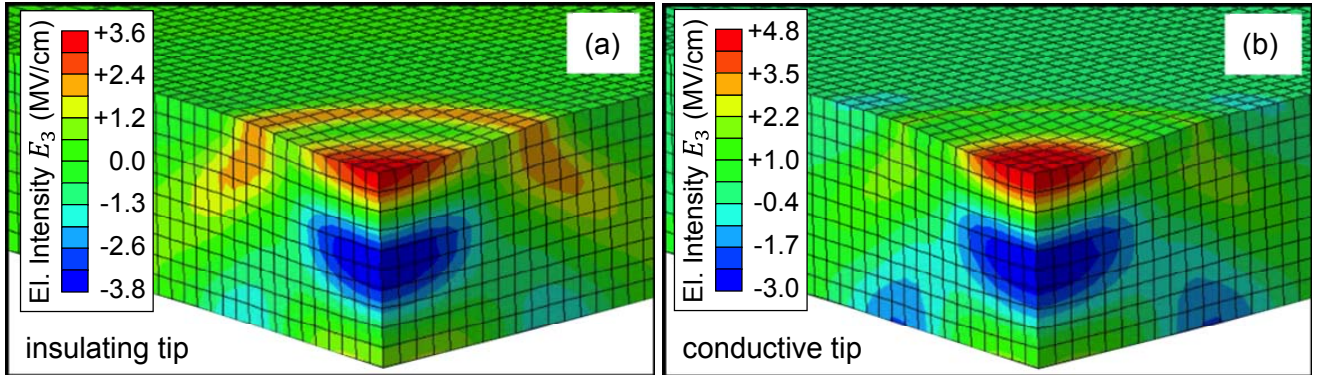 El. Intensity E₃ (MV/cm)
+3.6
+2.4
+1.2
0.0
-1.3
-2.6
-3.8
(a)
insulating tip
El. Intensity E₃ (MV/cm)
+4.8
+3.5
+2.2
+1.0
-0.4
-1.7
-3.0
(b)
conductive tip